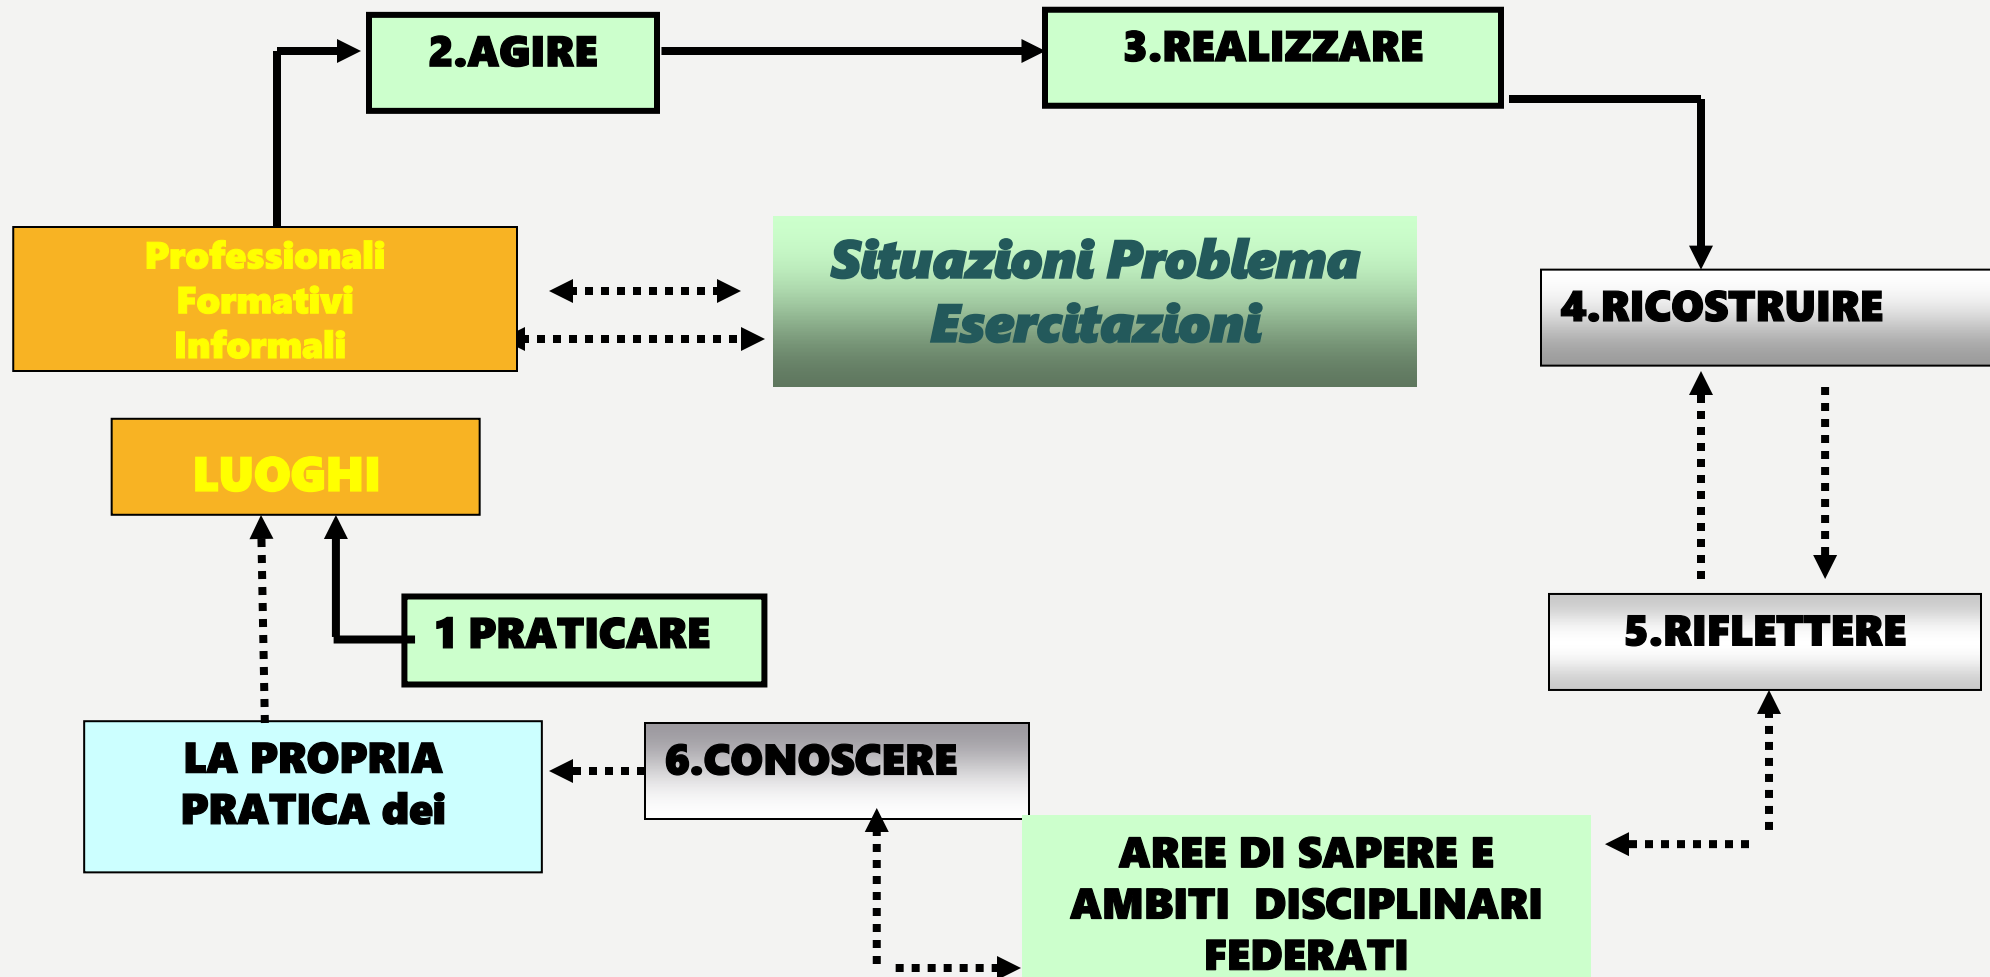 2.AGIRE
3.REALIZZARE
Professionali
Formativi
Informali
Situazioni Problema
Esercitazioni
4.RICOSTRUIRE
LUOGHI
1 PRATICARE
5.RIFLETTERE
LA PROPRIA
PRATICA dei
6.CONOSCERE
AREE DI SAPERE E
AMBITI  DISCIPLINARI
FEDERATI